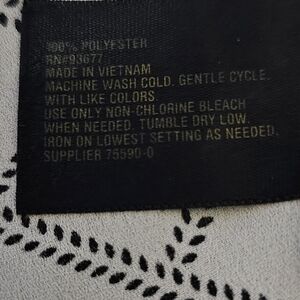 100% POLYESTER
RN#93677
MADE IN VIETNAM
MACHINE WASH COLD. GENTLE CYCLE.
WITH LIKE COLORS.
USE ONLY NON-CHLORINE BLEACH
WHEN NEEDED. TUMBLE DRY LOW.
IRON ON LOWEST SETTING AS NEEDED.
SUPPLIER 75590-0